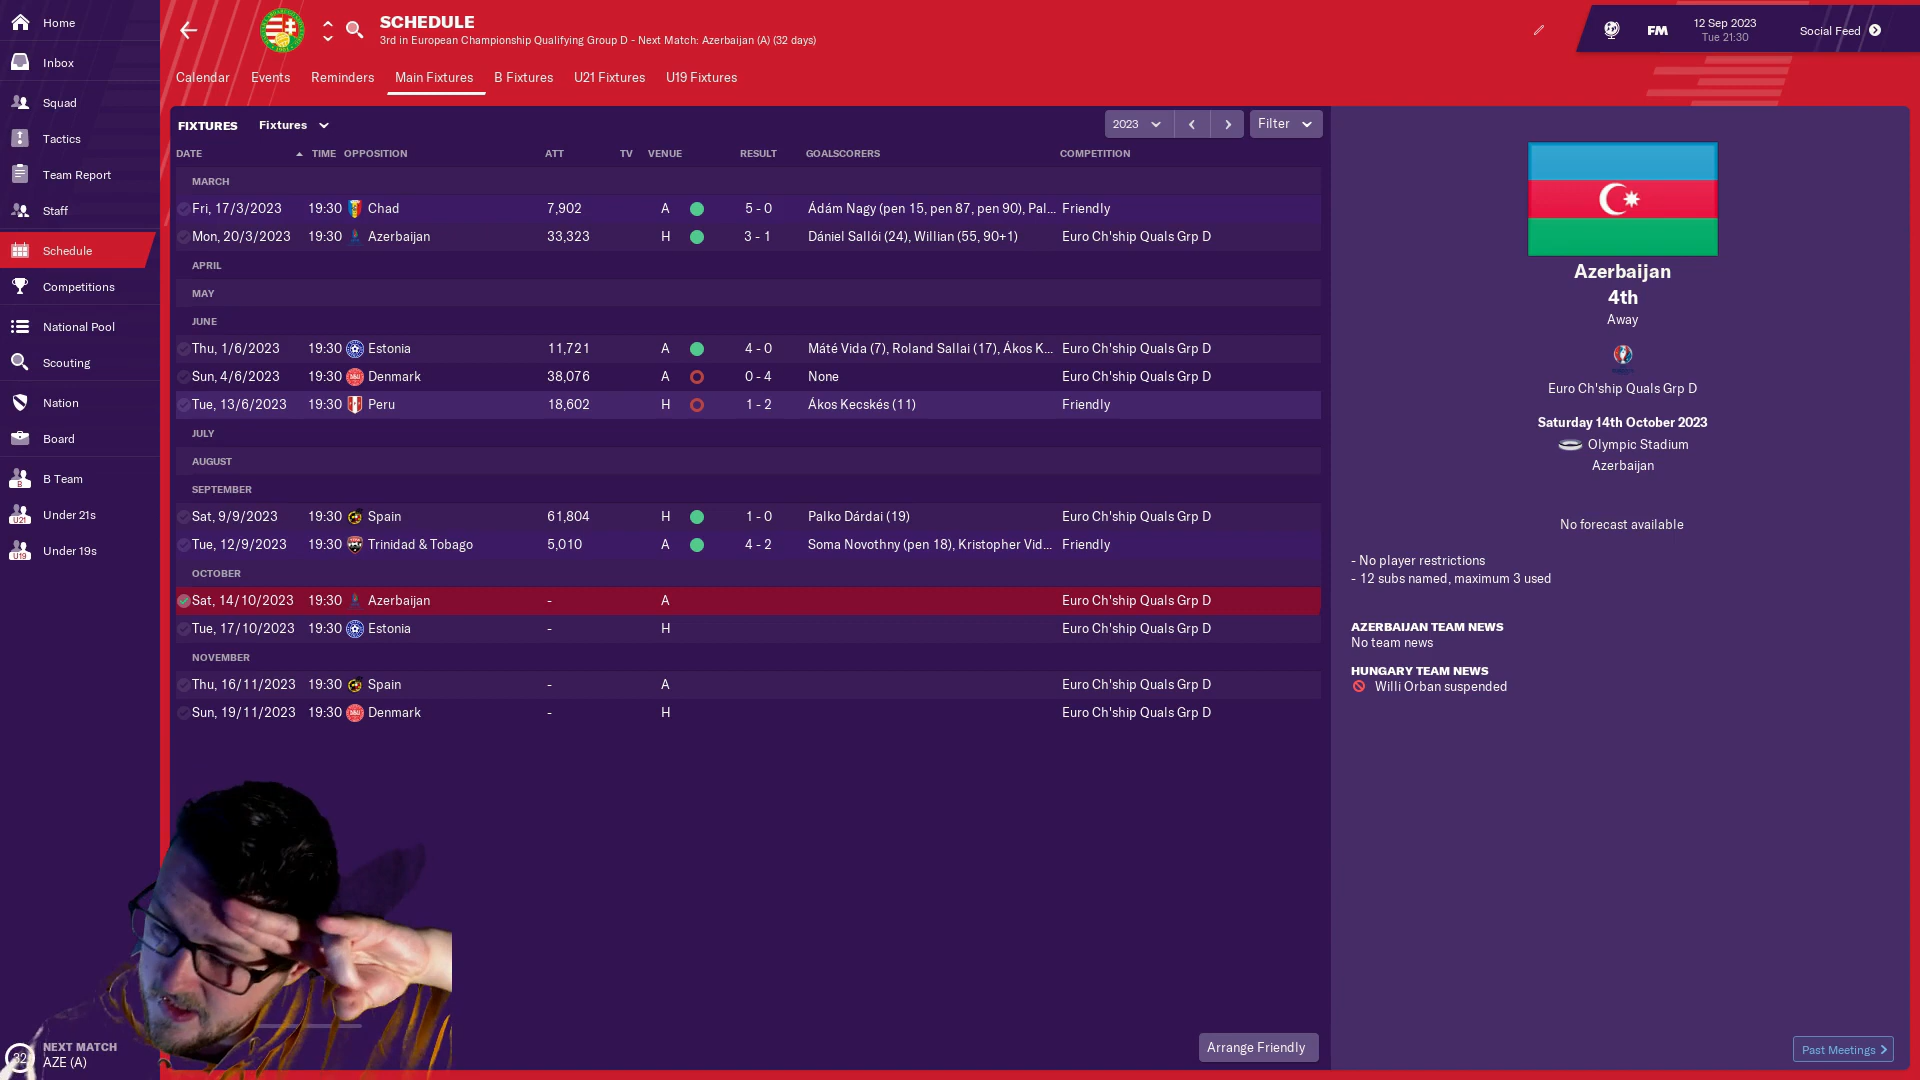 Home
Inbox
Squad
Tactics
Team Report
Staff
Schedule
Competitions
National Pool
Scouting
Nation
Board
B Team
Under 21s
Under 19s
SCHEDULE
3rd in European Championship Qualifying Group D - Next Match: Azerbaijan (A) (32 days)
FM
12 Sep 2023
Tue 21:30
Social Feed
Calendar Events Reminders Main Fixtures B Fixtures U21 Fixtures U19 Fixtures
FIXTURES Fixtures 2023 Filter
DATE TIME OPPOSITION ATT TV VENUE RESULT GOALSCORERS COMPETITION
MARCH
Fri, 17/3/2023 19:30 Chad 7,902 A 5 - 0 Ádám Nagy (pen 15, pen 87, pen 90), Pal... Friendly
Mon, 20/3/2023 19:30 Azerbaijan 33,323 H 3 - 1 Dániel Sallói (24), Willian (55, 90+1) Euro Ch'ship Quals Grp D
APRIL
MAY
JUNE
Thu, 1/6/2023 19:30 Estonia 11,721 A 4 - 0 Máté Vida (7), Roland Sallai (17), Ákos K... Euro Ch'ship Quals Grp D
Sun, 4/6/2023 19:30 Denmark 38,076 A 0 - 4 None Euro Ch'ship Quals Grp D
Tue, 13/6/2023 19:30 Peru 18,602 H 1 - 2 Ákos Kecskés (11) Friendly
JULY
AUGUST
SEPTEMBER
Sat, 9/9/2023 19:30 Spain 61,804 H 1 - 0 Palko Dárdai (19) Euro Ch'ship Quals Grp D
Tue, 12/9/2023 19:30 Trinidad & Tobago 5,010 A 4 - 2 Soma Novothny (pen 18), Kristopher Vid... Friendly
OCTOBER
Sat, 14/10/2023 19:30 Azerbaijan - A Euro Ch'ship Quals Grp D
Tue, 17/10/2023 19:30 Estonia - H Euro Ch'ship Quals Grp D
NOVEMBER
Thu, 16/11/2023 19:30 Spain - A Euro Ch'ship Quals Grp D
Sun, 19/11/2023 19:30 Denmark - H Euro Ch'ship Quals Grp D
Arrange Friendly
Azerbaijan
4th
Away
Euro Ch'ship Quals Grp D
Saturday 14th October 2023
Olympic Stadium
Azerbaijan
No forecast available
- No player restrictions
- 12 subs named, maximum 3 used
AZERBAIJAN TEAM NEWS
No team news
HUNGARY TEAM NEWS
Willi Orban suspended
Past Meetings
32
NEXT MATCH
AZE (A)